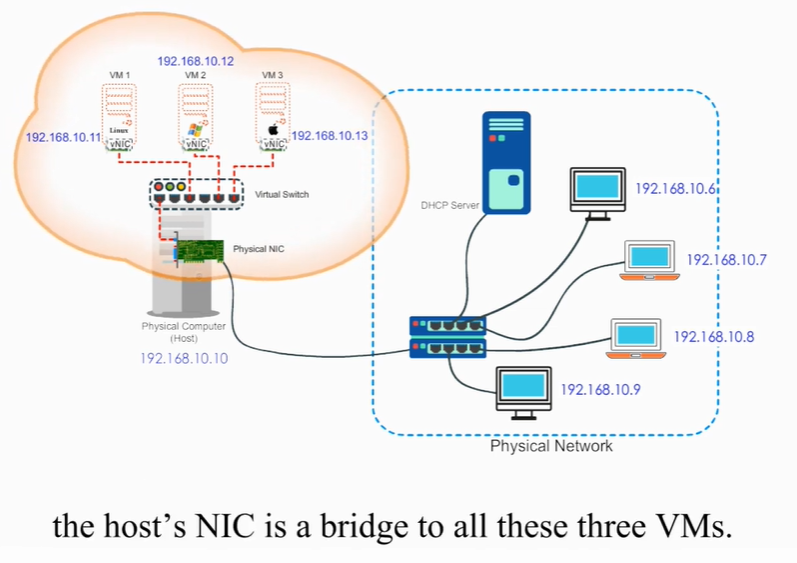 192.168.10.12
VM 1
VM 2
VM 3
Linux
192.168.10.11
192.168.10.13
vNIC
vNIC
vNIC
Virtual Switch
Physical NIC
Physical Computer
(Host)
192.168.10.10
DHCP Server
192.168.10.6
192.168.10.7
192.168.10.8
192.168.10.9
Physical Network
the host’s NIC is a bridge to all these three VMs.